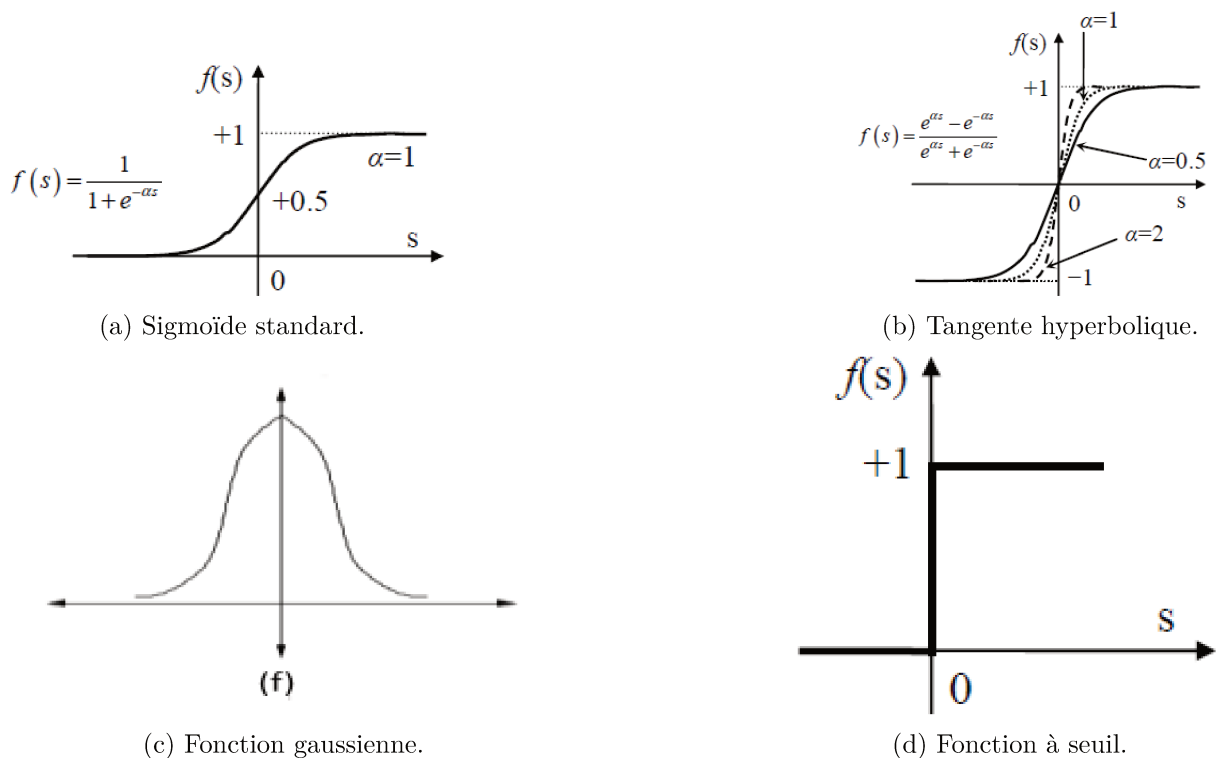 f(s)
+1
α=1
f(s)=1/(1+e^{-αs})
+0.5
s
0
(a) Sigmoïde standard.
α=1
f(s)
+1
f(s)=(e^{αs}-e^{-αs})/(e^{αs}+e^{-αs})
α=0.5
0
s
α=2
−1
(b) Tangente hyperbolique.
(f)
(c) Fonction gaussienne.
f(s)
+1
s
0
(d) Fonction à seuil.